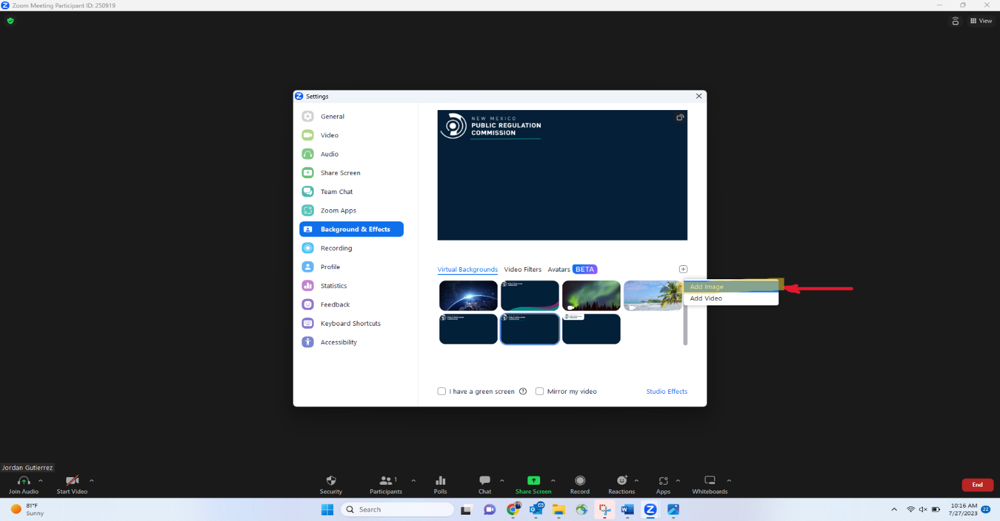 Zoom Meeting Participant ID: 250919
View
Settings
General
Video
Audio
Share Screen
Team Chat
Zoom Apps
Background & Effects
Recording
Profile
Statistics
Feedback
Keyboard Shortcuts
Accessibility
NEW MEXICO
PUBLIC REGULATION
COMMISSION
Virtual Backgrounds Video Filters Avatars BETA
Add Image
Add Video
I have a green screen Mirror my video Studio Effects
Jordan Gutierrez
1
Join Audio Start Video Security Participants Polls Chat Share Screen Record Reactions Apps Whiteboards End
81°F
Sunny
Search
10:16 AM
7/27/2023
22